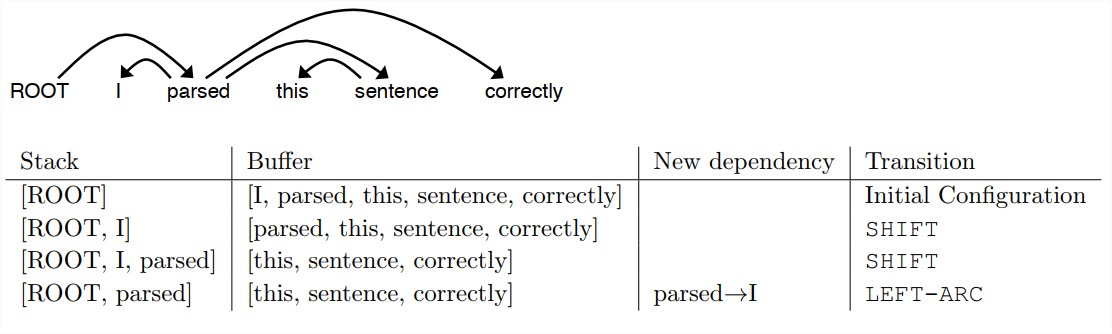 ROOT I parsed this sentence correctly
Stack Buffer New dependency Transition
[ROOT] [I, parsed, this, sentence, correctly] Initial Configuration
[ROOT, I] [parsed, this, sentence, correctly] SHIFT
[ROOT, I, parsed] [this, sentence, correctly] SHIFT
[ROOT, parsed] [this, sentence, correctly] parsed→I LEFT-ARC